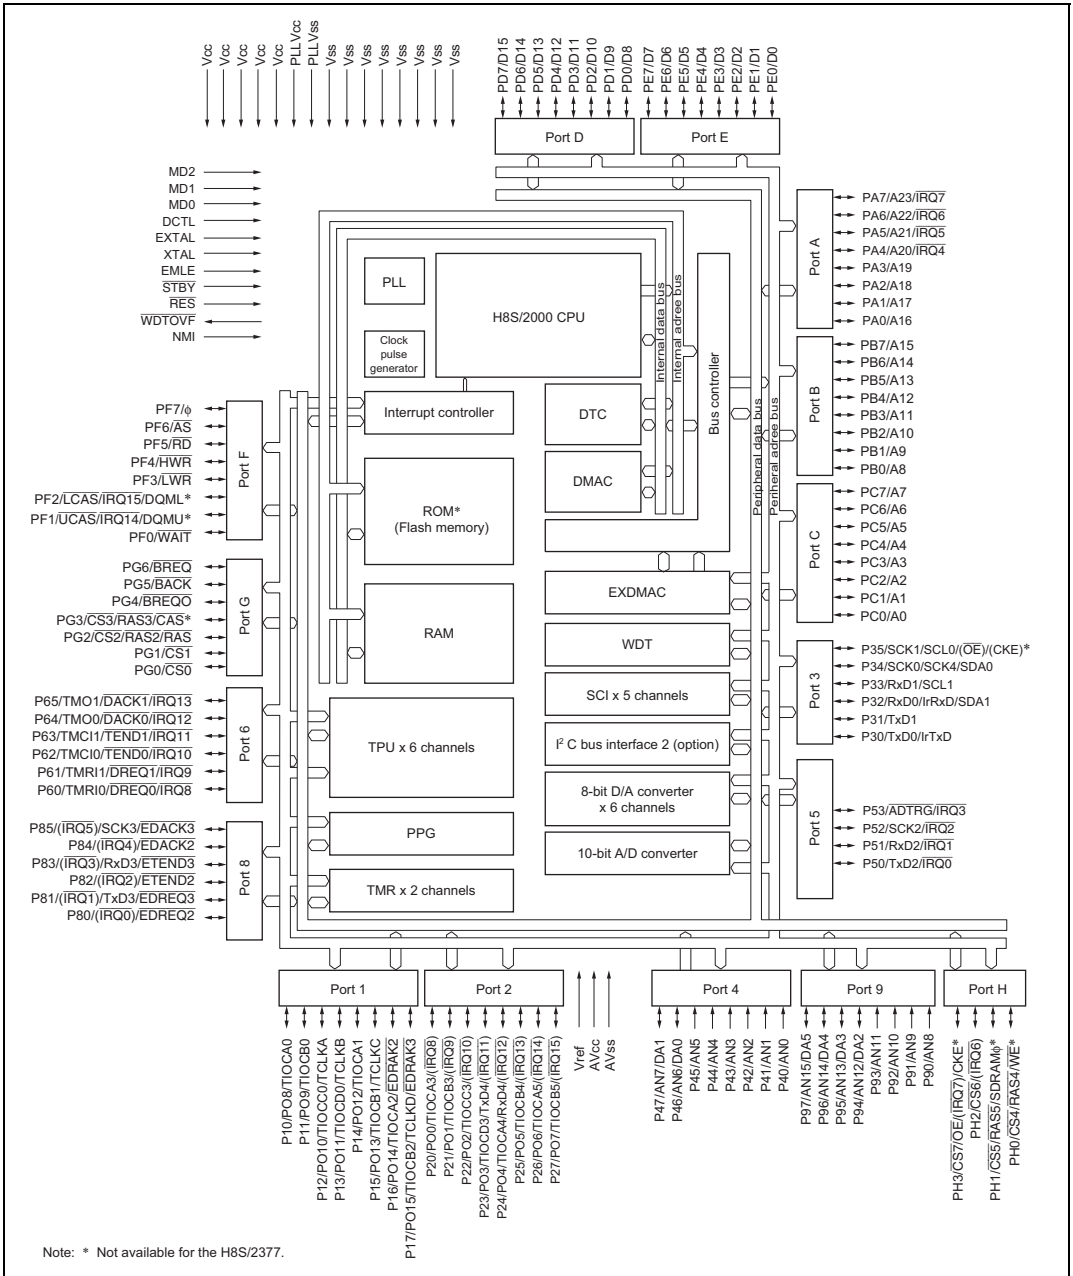 Vcc
Vcc
Vcc
Vcc
Vcc
PLLVcc
PLLVss
Vss
Vss
Vss
Vss
Vss
Vss
Vss
Vss
PD7/D15
PD6/D14
PD5/D13
PD4/D12
PD3/D11
PD2/D10
PD1/D9
PD0/D8
PE7/D7
PE6/D6
PE5/D5
PE4/D4
PE3/D3
PE2/D2
PE1/D1
PE0/D0
Port D
Port E
MD2
MD1
MD0
DCTL
EXTAL
XTAL
EMLE
STBY
RES
WDTOVF
NMI
PLL
Clock
pulse
generator
H8S/2000 CPU
Interrupt controller
DTC
DMAC
ROM*
(Flash memory)
RAM
TPU x 6 channels
PPG
TMR x 2 channels
Internal data bus
Internal adree bus
Bus controller
Peripheral data bus
Periheral adree bus
EXDMAC
WDT
SCI x 5 channels
I2 C bus interface 2 (option)
8-bit D/A converter
x 6 channels
10-bit A/D converter
Port A
PA7/A23/IRQ7
PA6/A22/IRQ6
PA5/A21/IRQ5
PA4/A20/IRQ4
PA3/A19
PA2/A18
PA1/A17
PA0/A16
Port B
PB7/A15
PB6/A14
PB5/A13
PB4/A12
PB3/A11
PB2/A10
PB1/A9
PB0/A8
Port C
PC7/A7
PC6/A6
PC5/A5
PC4/A4
PC3/A3
PC2/A2
PC1/A1
PC0/A0
Port 3
P35/SCK1/SCL0/(OE)/(CKE)*
P34/SCK0/SCK4/SDA0
P33/RxD1/SCL1
P32/RxD0/IrRxD/SDA1
P31/TxD1
P30/TxD0/IrTxD
Port 5
P53/ADTRG/IRQ3
P52/SCK2/IRQ2
P51/RxD2/IRQ1
P50/TxD2/IRQ0
PF7/ϕ
PF6/AS
PF5/RD
PF4/HWR
PF3/LWR
PF2/LCAS/IRQ15/DQML*
PF1/UCAS/IRQ14/DQMU*
PF0/WAIT
Port F
PG6/BREQ
PG5/BACK
PG4/BREQO
PG3/CS3/RAS3/CAS*
PG2/CS2/RAS2/RAS
PG1/CS1
PG0/CS0
Port G
P65/TMO1/DACK1/IRQ13
P64/TMO0/DACK0/IRQ12
P63/TMCI1/TEND1/IRQ11
P62/TMCI0/TEND0/IRQ10
P61/TMRI1/DREQ1/IRQ9
P60/TMRI0/DREQ0/IRQ8
Port 6
P85/(IRQ5)/SCK3/EDACK3
P84/(IRQ4)/EDACK2
P83/(IRQ3)/RxD3/ETEND3
P82/(IRQ2)/ETEND2
P81/(IRQ1)/TxD3/EDREQ3
P80/(IRQ0)/EDREQ2
Port 8
Port 1
Port 2
Port 4
Port 9
Port H
P10/PO8/TIOCA0
P11/PO9/TIOCB0
P12/PO10/TIOCC0/TCLKA
P13/PO11/TIOCD0/TCLKB
P14/PO12/TIOCA1
P15/PO13/TIOCB1/TCLKC
P16/PO14/TIOCA2/EDRAK2
P17/PO15/TIOCB2/TCLKD/EDRAK3
P20/PO0/TIOCA3/(IRQ8)
P21/PO1/TIOCB3/(IRQ9)
P22/PO2/TIOCC3/(IRQ10)
P23/PO3/TIOCD3/TxD4/(IRQ11)
P24/PO4/TIOCA4/RxD4/(IRQ12)
P25/PO5/TIOCB4/(IRQ13)
P26/PO6/TIOCA5/(IRQ14)
P27/PO7/TIOCB5/(IRQ15)
Vref
AVcc
AVss
P47/AN7/DA1
P46/AN6/DA0
P45/AN5
P44/AN4
P43/AN3
P42/AN2
P41/AN1
P40/AN0
P97/AN15/DA5
P96/AN14/DA4
P95/AN13/DA3
P94/AN12/DA2
P93/AN11
P92/AN10
P91/AN9
P90/AN8
PH3/CS7/OE/(IRQ7)/CKE*
PH2/CS6/(IRQ6)
PH1/CS5/RAS5/SDRAMϕ*
PH0/CS4/RAS4/WE*
Note: * Not available for the H8S/2377.